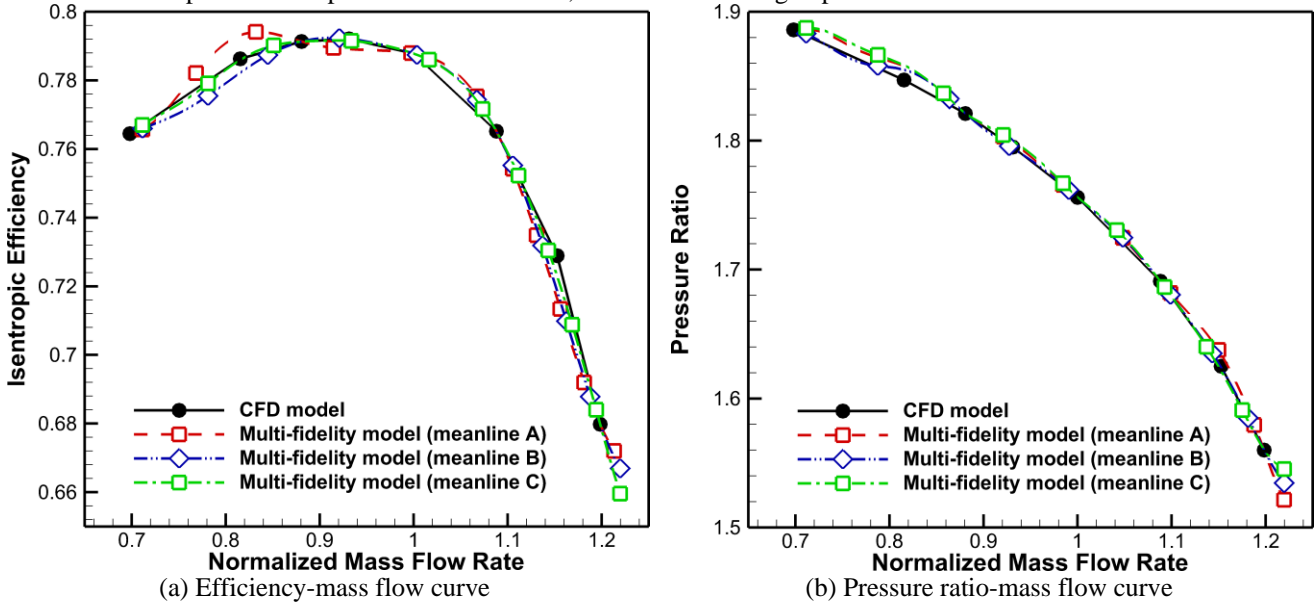 0.8
0.78
0.76
0.74
0.72
0.7
0.68
0.66
Isentropic Efficiency
CFD model
Multi-fidelity model (meanline A)
Multi-fidelity model (meanline B)
Multi-fidelity model (meanline C)
0.7 0.8 0.9 1 1.1 1.2
Normalized Mass Flow Rate
(a) Efficiency-mass flow curve
1.9
1.8
1.7
1.6
1.5
Pressure Ratio
CFD model
Multi-fidelity model (meanline A)
Multi-fidelity model (meanline B)
Multi-fidelity model (meanline C)
0.7 0.8 0.9 1 1.1 1.2
Normalized Mass Flow Rate
(b) Pressure ratio-mass flow curve